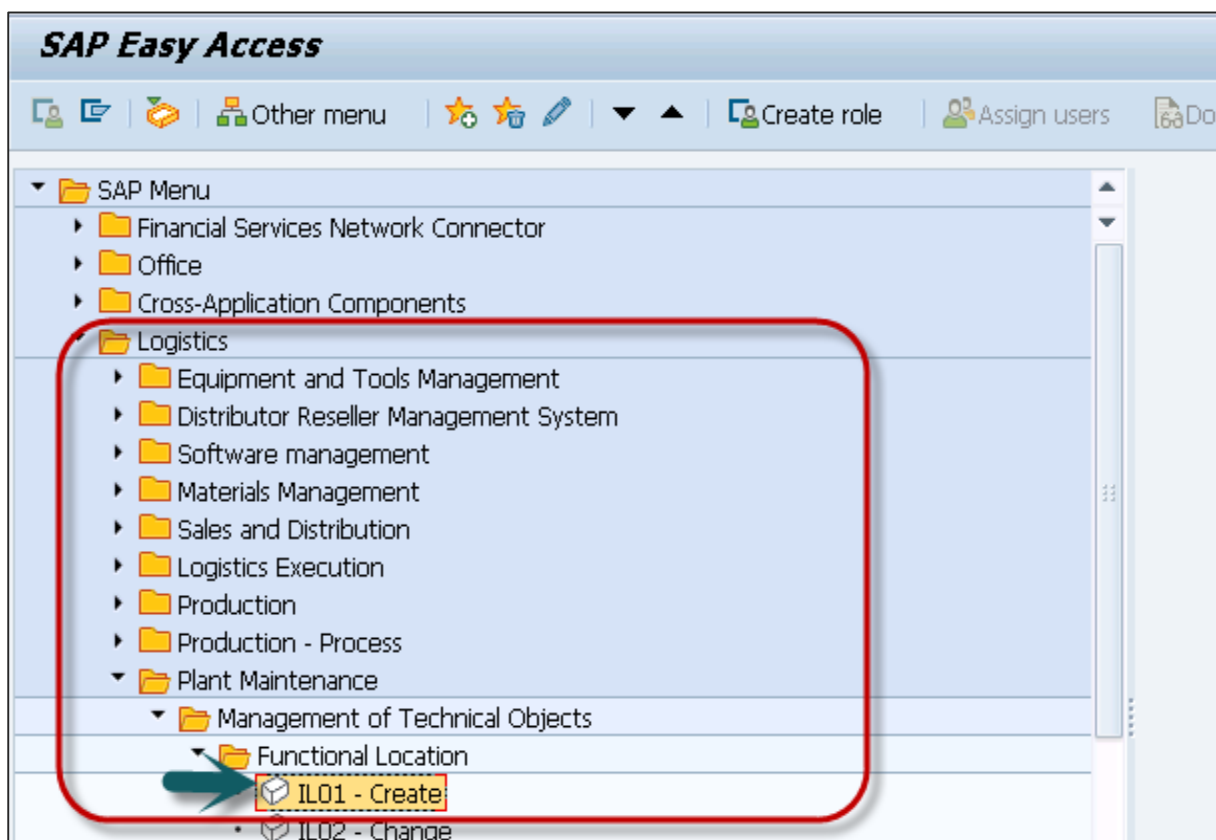 SAP Easy Access
Other menu Create role Assign users Do
SAP Menu
Financial Services Network Connector
Office
Cross-Application Components
Logistics
Equipment and Tools Management
Distributor Reseller Management System
Software management
Materials Management
Sales and Distribution
Logistics Execution
Production
Production - Process
Plant Maintenance
Management of Technical Objects
Functional Location
IL01 - Create
IL02 - Change